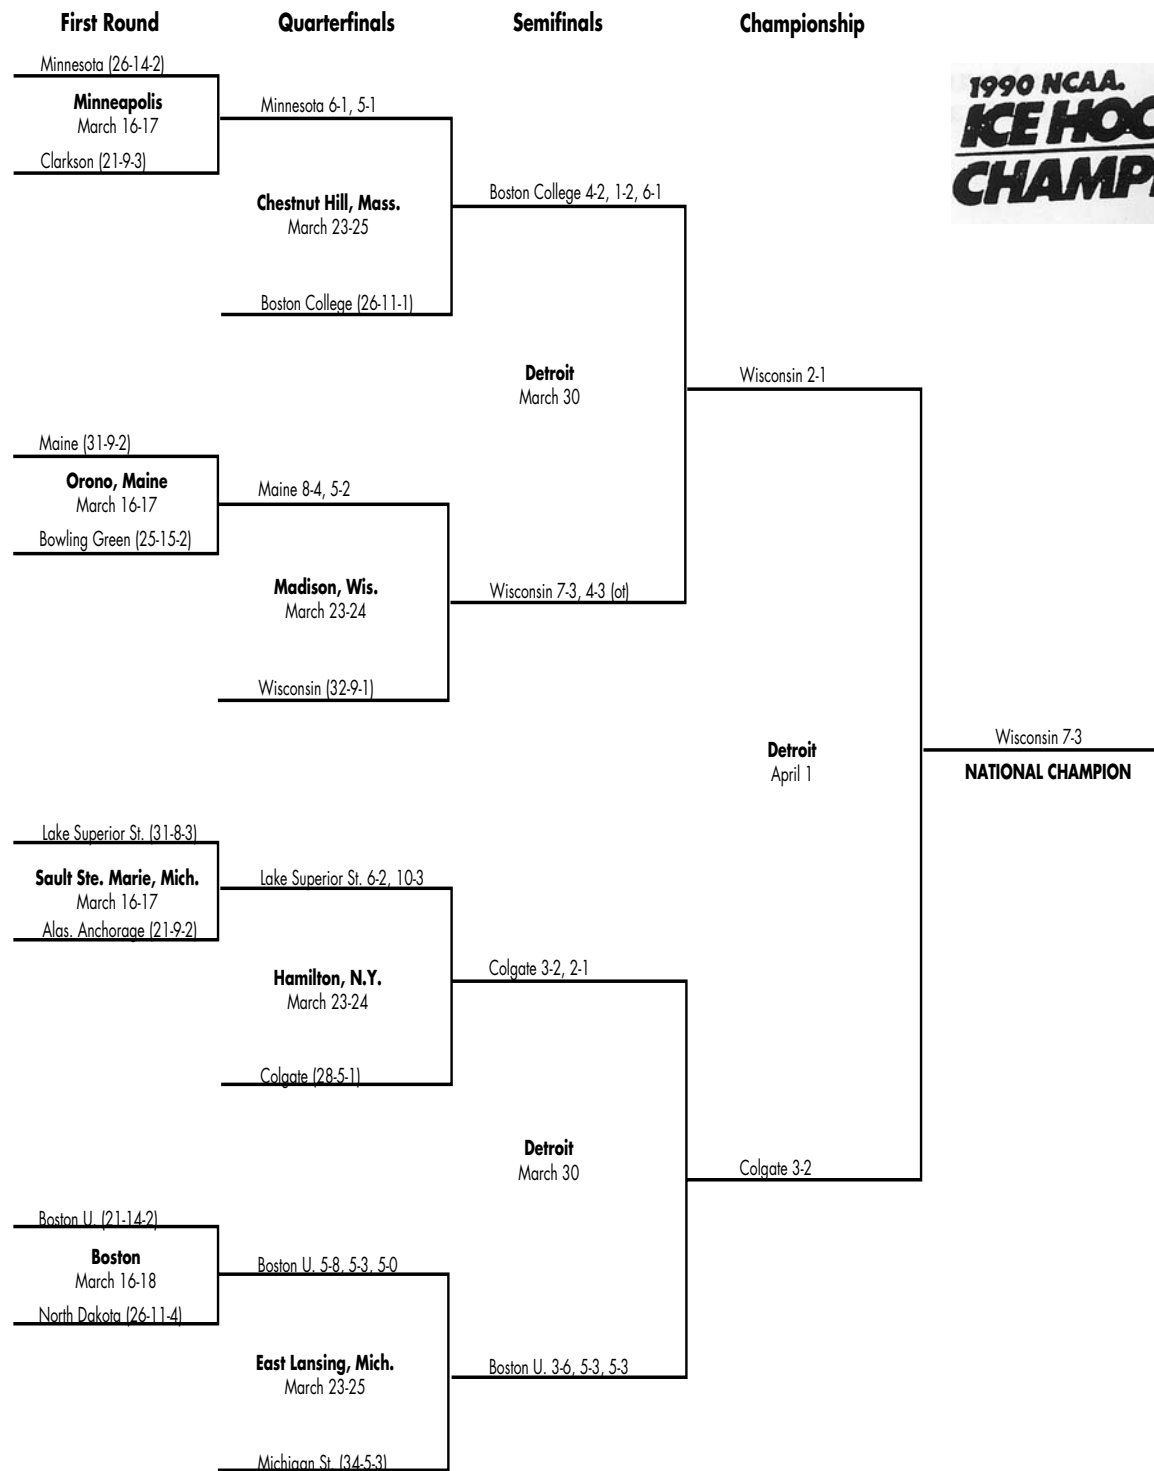 First Round
Quarterfinals
Semifinals
Championship
Minnesota (26-14-2)
Minneapolis
March 16-17
Clarkson (21-9-3)
Minnesota 6-1, 5-1
Chestnut Hill, Mass.
March 23-25
Boston College (26-11-1)
Boston College 4-2, 1-2, 6-1
1990 NCAA.
ICE
Detroit
March 30
Wisconsin 2-1
Maine (31-9-2)
Orono, Maine
March 16-17
Bowling Green (25-15-2)
Maine 8-4, 5-2
Madison, Wis.
March 23-24
Wisconsin (32-9-1)
Wisconsin 7-3, 4-3 (ot)
Detroit
April 1
Wisconsin 7-3
NATIONAL CHAMPION
Lake Superior St. (31-8-3)
Sault Ste. Marie, Mich.
March 16-17
Alas. Anchorage (21-9-2)
Lake Superior St. 6-2, 10-3
Hamilton, N.Y.
March 23-24
Colgate (28-5-1)
Colgate 3-2, 2-1
Detroit
March 30
Colgate 3-2
Boston U. (21-14-2)
Boston
March 16-18
North Dakota (26-11-4)
Boston U. 5-8, 5-3, 5-0
East Lansing, Mich.
March 23-25
Michigan St. (34-5-3)
Boston U. 3-6, 5-3, 5-3